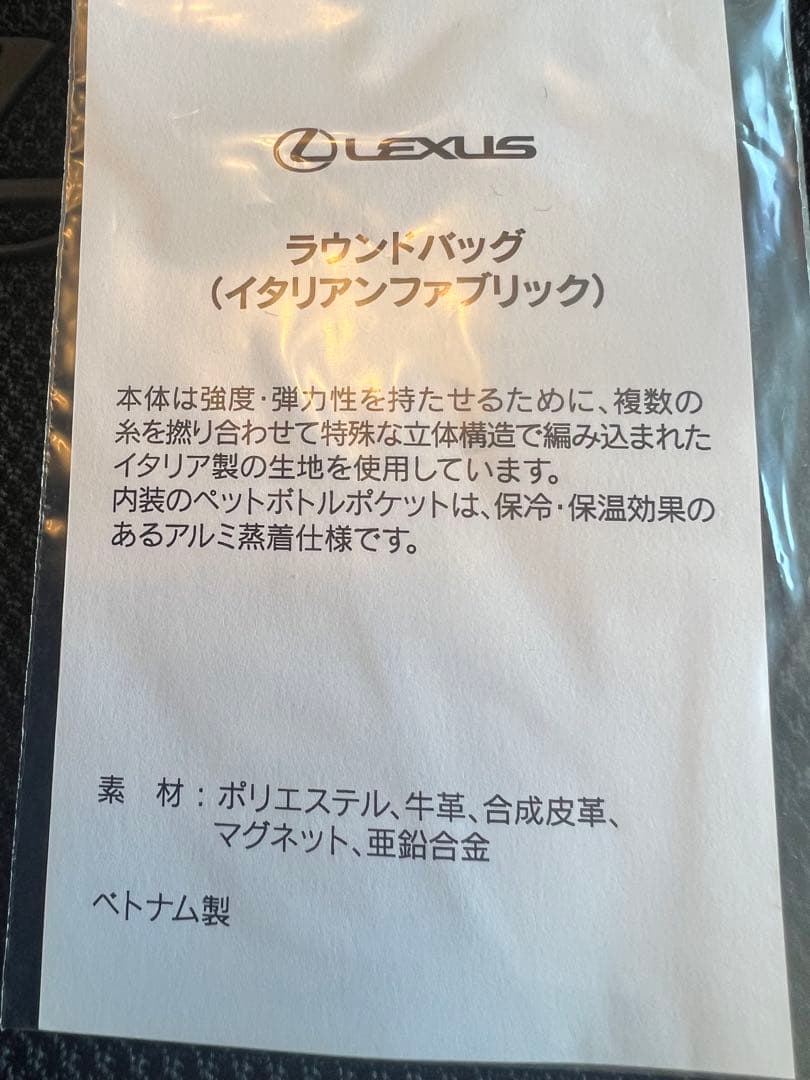 LEXUS
ラウンドバッグ
（イタリアンファブリック）
本体は強度・弾力性を持たせるために、複数の
糸を撚り合わせて特殊な立体構造で編み込まれた
イタリア製の生地を使用しています。
内装のペットボトルポケットは、保冷・保温効果の
あるアルミ蒸着仕様です。
素　材：ポリエステル、牛革、合成皮革、
マグネット、亜鉛合金
ベトナム製